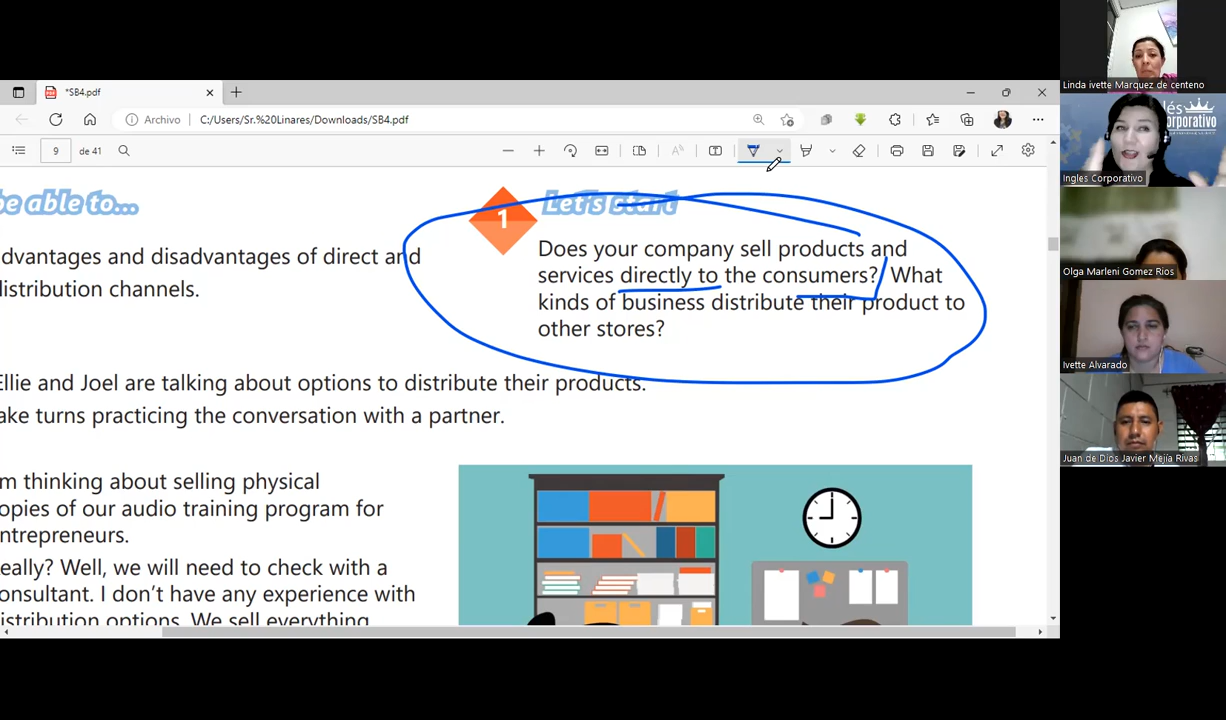 *SB4.pdf
Archivo
C:/Users/Sr.%20Linares/Downloads/SB4.pdf
9
de 41
be able to...
dvantages and disadvantages of direct and
distribution channels.
1
Let's start
Does your company sell products and
services directly to the consumers? What
kinds of business distribute their product to
other stores?
Ellie and Joel are talking about options to distribute their products.
ake turns practicing the conversation with a partner.
m thinking about selling physical
opies of our audio training program for
ntrepreneurs.
eally? Well, we will need to check with a
onsultant. I don't have any experience with
istribution options. We sell everything
Linda ivette Marquez de centeno
lés
orporativo
Ingles Corporativo
Olga Marleni Gomez Rios
Ivette Alvarado
Juan de Dios Javier Mejía Rivas